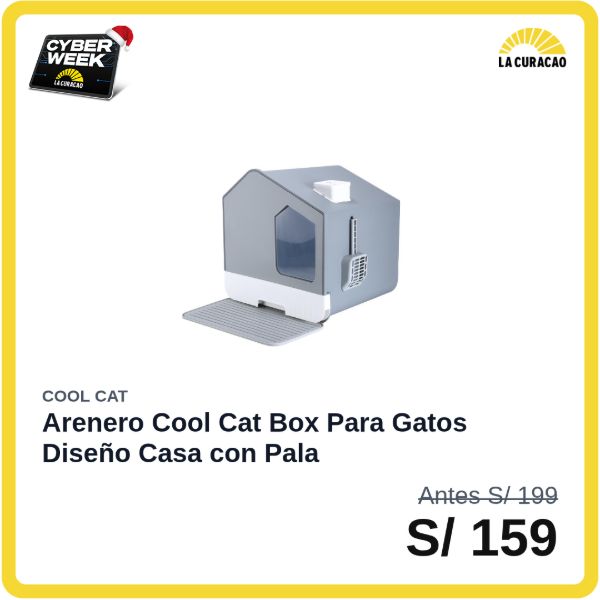 CYBER
WEEK
LA CURACAO
LA CURACAO
COOL CAT
Arenero Cool Cat Box Para Gatos
Diseño Casa con Pala
Antes S/ 199
S/ 159